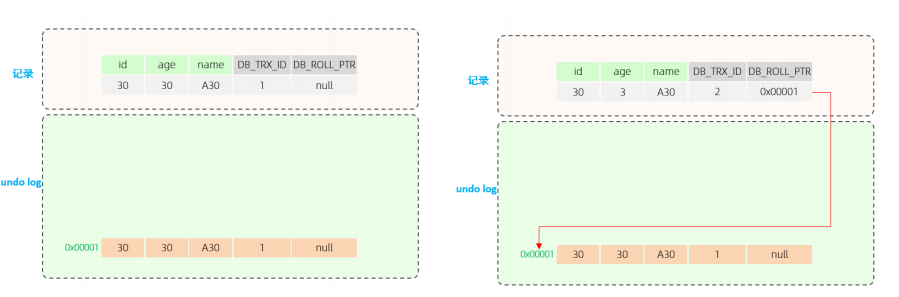 id age name DB_TRX_ID DB_ROLL_PTR
记录
30 30 A30 1 null
undo log
0x00001 30 30 A30 1 null
id age name DB_TRX_ID DB_ROLL_PTR
记录
30 3 A30 2 0x00001
undo log
0x00001 30 30 A30 1 null